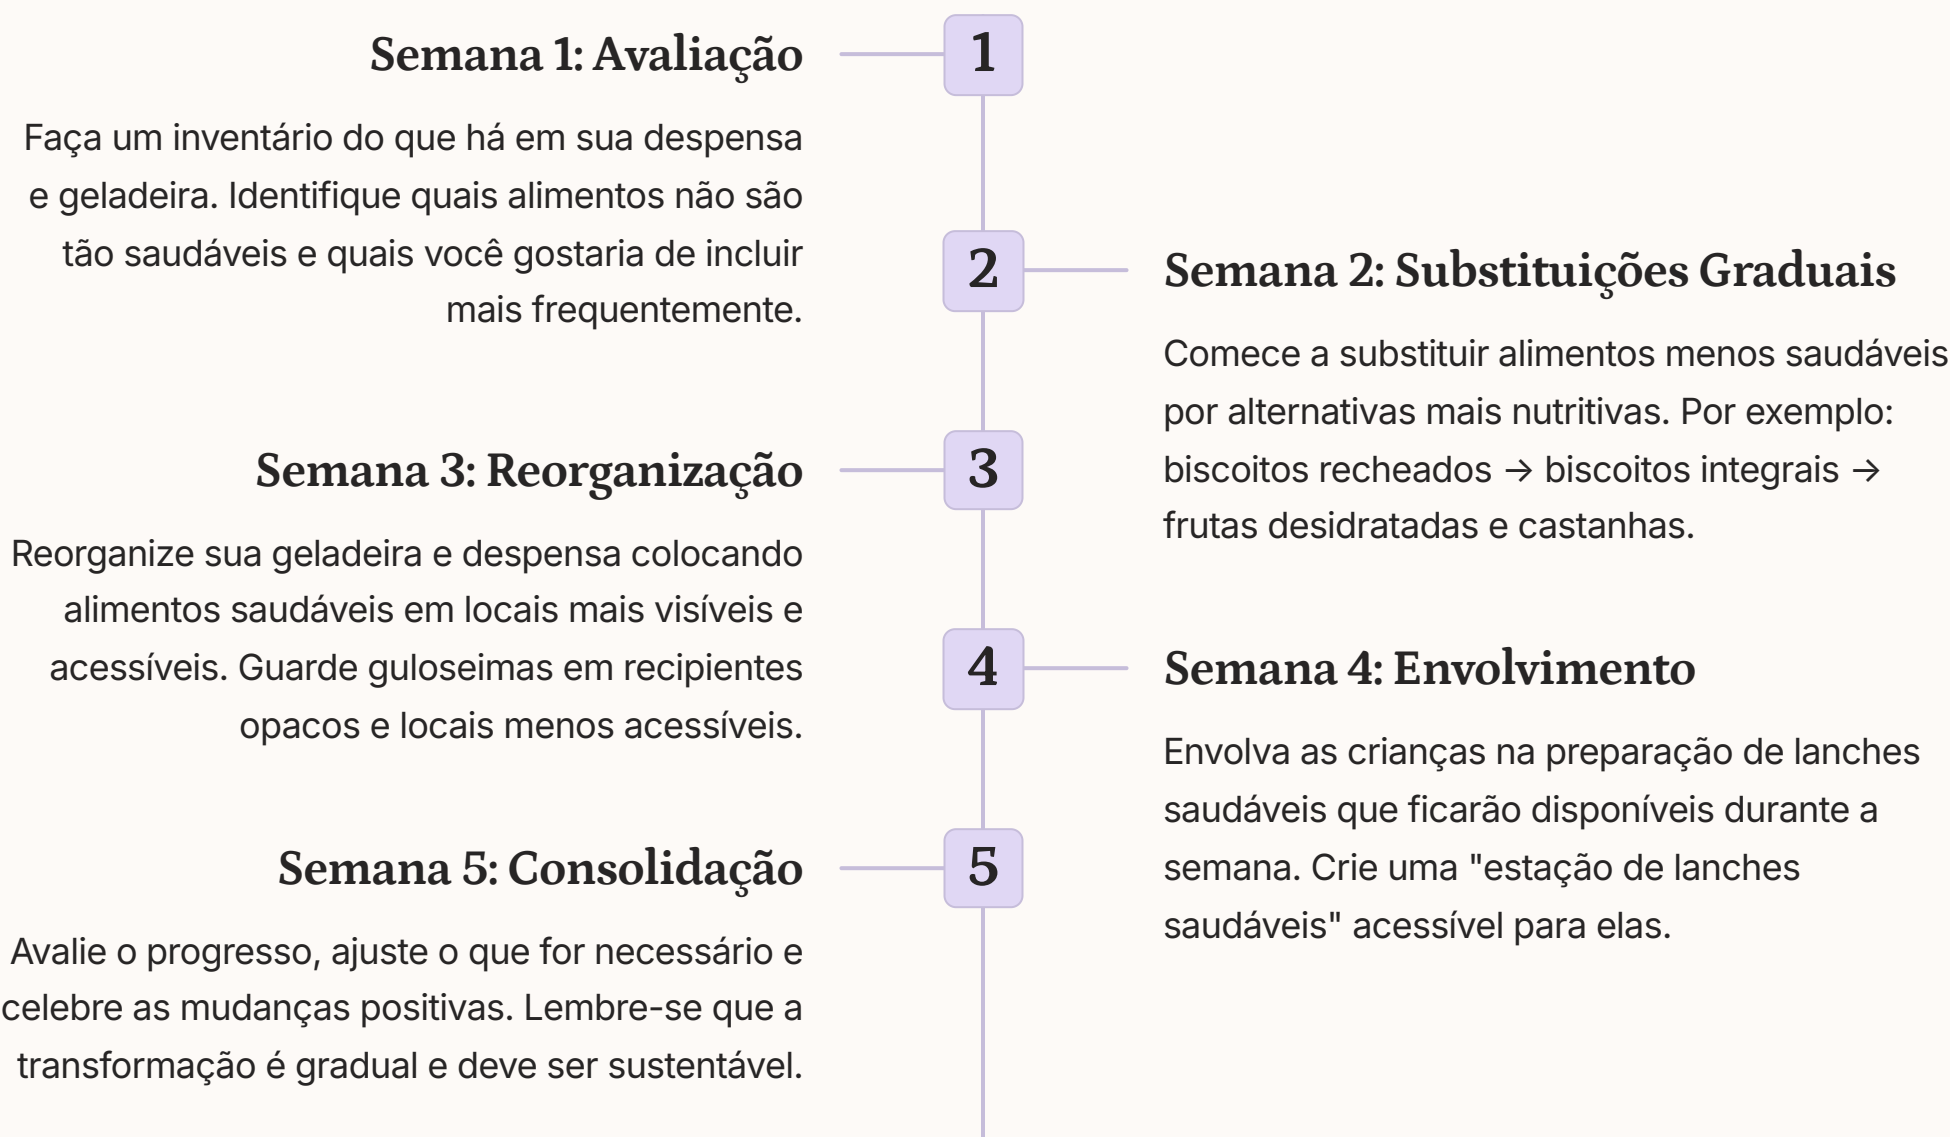 Semana 1: Avaliação
1
Faça um inventário do que há em sua despensa
e geladeira. Identifique quais alimentos não são
tão saudáveis e quais você gostaria de incluir
mais frequentemente.
2
Semana 2: Substituições Graduais
Comece a substituir alimentos menos saudáveis
por alternativas mais nutritivas. Por exemplo:
biscoitos recheados → biscoitos integrais →
frutas desidratadas e castanhas.
Semana 3: Reorganização
3
Reorganize sua geladeira e despensa colocando
alimentos saudáveis em locais mais visíveis e
acessíveis. Guarde guloseimas em recipientes
opacos e locais menos acessíveis.
4
Semana 4: Envolvimento
Envolva as crianças na preparação de lanches
saudáveis que ficarão disponíveis durante a
semana. Crie uma "estação de lanches
saudáveis" acessível para elas.
Semana 5: Consolidação
5
Avalie o progresso, ajuste o que for necessário e
celebre as mudanças positivas. Lembre-se que a
transformação é gradual e deve ser sustentável.